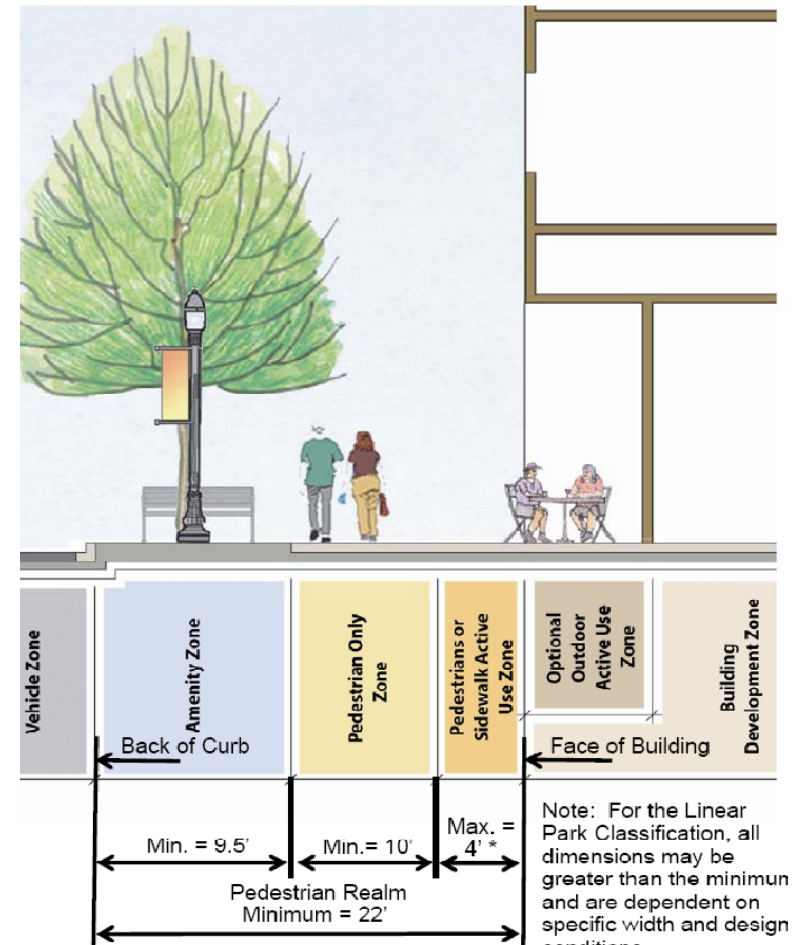 Vehicle Zone
Amenity Zone
Pedestrian Only
Zone
Pedestrians or
Sidewalk Active
Use Zone
Optional
Outdoor
Active Use
Zone
Building
Development Zone
Back of Curb
Face of Building
Min. = 9.5'
Min.= 10'
Max. =
4' *
Pedestrian Realm
Minimum = 22'
Note: For the Linear
Park Classification, all
dimensions may be
greater than the minimum
and are dependent on
specific width and design
conditions